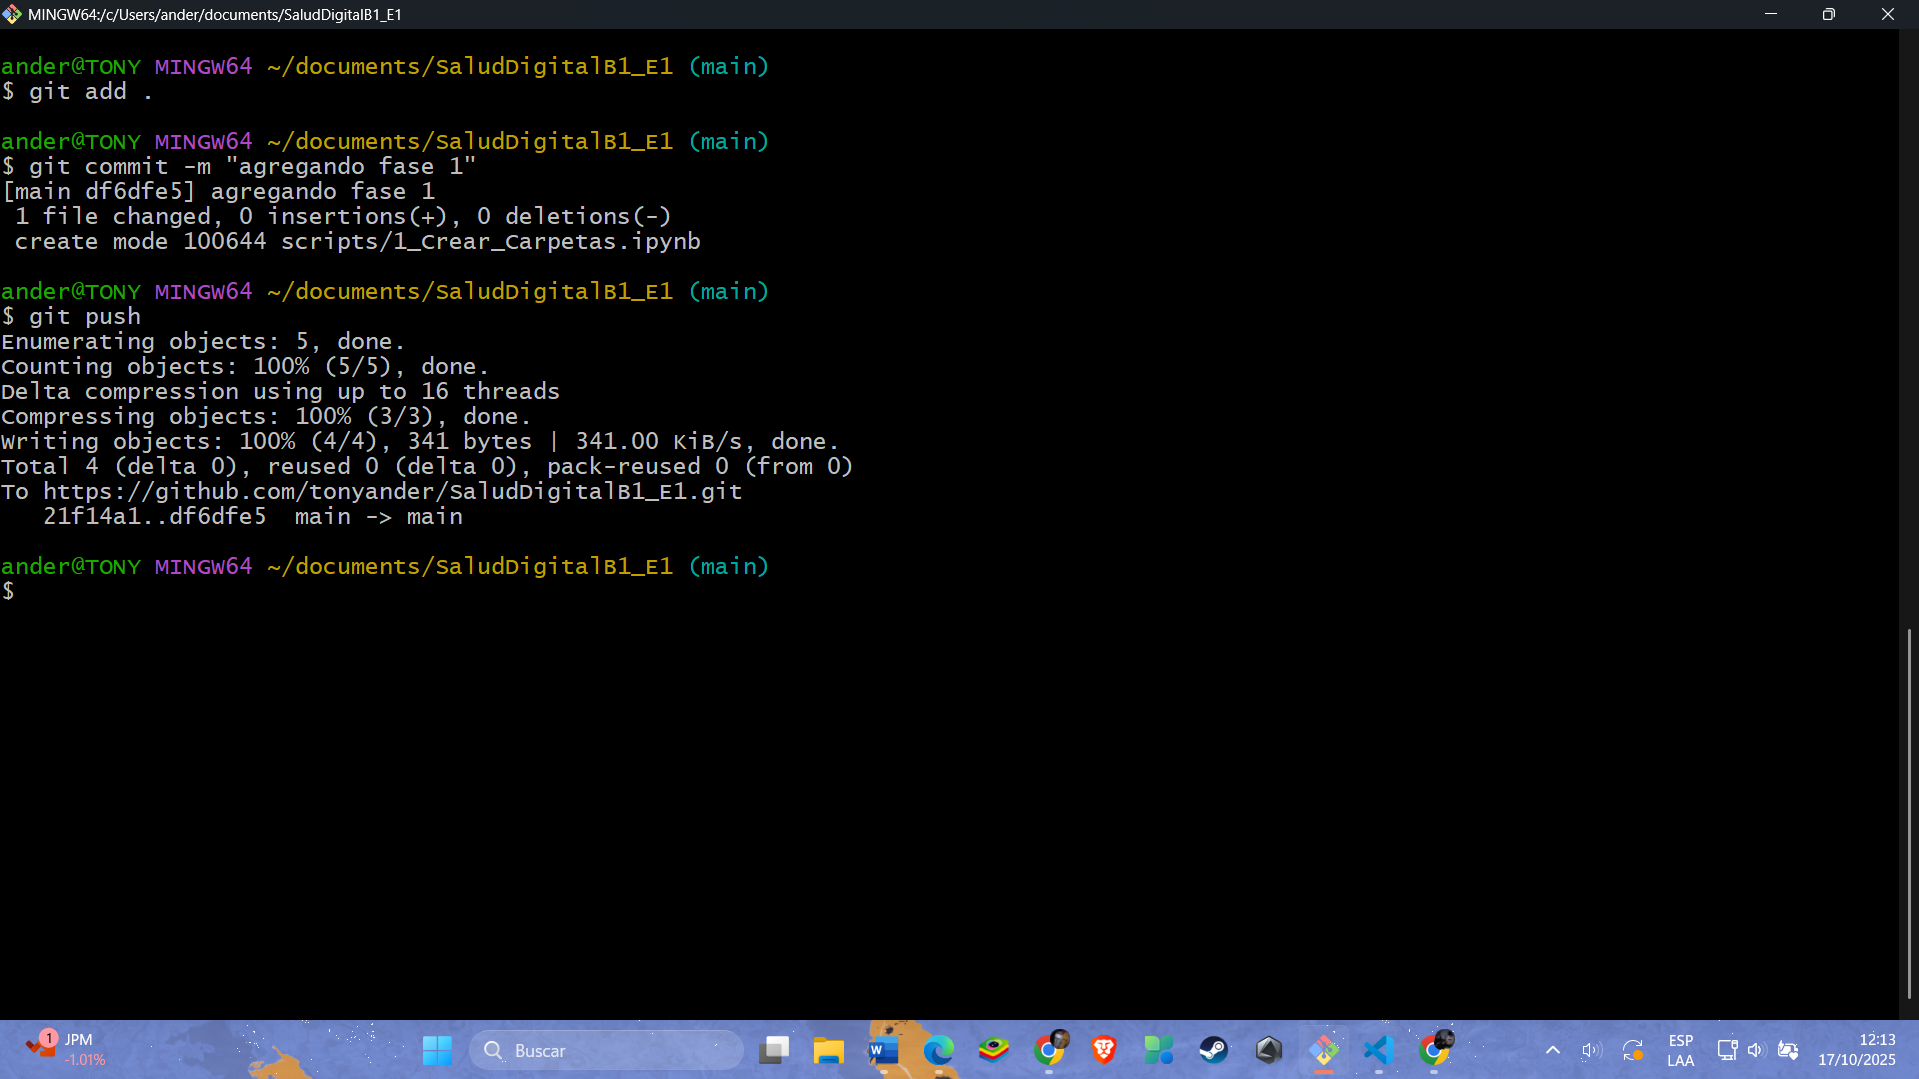 MINGW64:/c/Users/ander/documents/SaludDigitalB1_E1
ander@TONY MINGW64 ~/documents/SaludDigitalB1_E1 (main)
$ git add .
ander@TONY MINGW64 ~/documents/SaludDigitalB1_E1 (main)
$ git commit -m "agregando fase 1"
[main df6dfe5] agregando fase 1
 1 file changed, 0 insertions(+), 0 deletions(-)
 create mode 100644 scripts/1_Crear_Carpetas.ipynb
ander@TONY MINGW64 ~/documents/SaludDigitalB1_E1 (main)
$ git push
Enumerating objects: 5, done.
Counting objects: 100% (5/5), done.
Delta compression using up to 16 threads
Compressing objects: 100% (3/3), done.
Writing objects: 100% (4/4), 341 bytes | 341.00 KiB/s, done.
Total 4 (delta 0), reused 0 (delta 0), pack-reused 0 (from 0)
To https://github.com/tonyander/SaludDigitalB1_E1.git
   21f14a1..df6dfe5  main -> main
ander@TONY MINGW64 ~/documents/SaludDigitalB1_E1 (main)
$
1
JPM
-1.01%
Buscar
W
ESP
LAA
12:13
17/10/2025